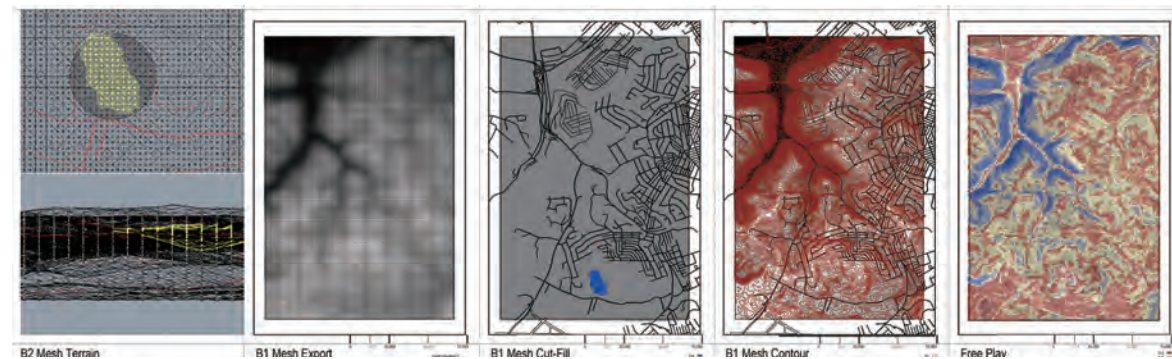 B2 Mesh Terrain
B1 Mesh Export
B1 Mesh Cut-Fill
B1 Mesh Contour
Free Play